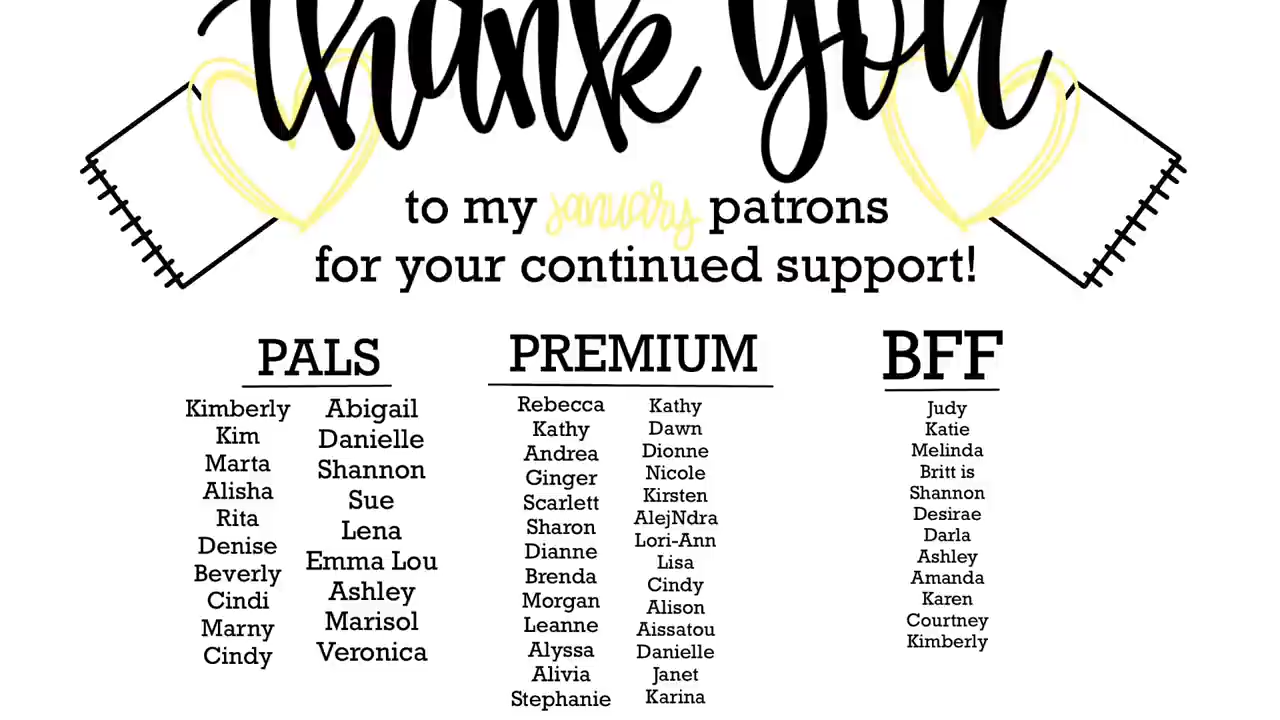 thank you
to my january patrons
for your continued support!
PALS
Kimberly
Kim
Marta
Alisha
Rita
Denise
Beverly
Cindi
Marny
Cindy
Abigail
Danielle
Shannon
Sue
Lena
Emma Lou
Ashley
Marisol
Veronica
PREMIUM
Rebecca
Kathy
Andrea
Ginger
Scarlett
Sharon
Dianne
Brenda
Morgan
Leanne
Alyssa
Alivia
Stephanie
Kathy
Dawn
Dionne
Nicole
Kirsten
AlejNdra
Lori-Ann
Lisa
Cindy
Alison
Aissatou
Danielle
Janet
Karina
BFF
Judy
Katie
Melinda
Britt is
Shannon
Desirae
Darla
Ashley
Amanda
Karen
Courtney
Kimberly